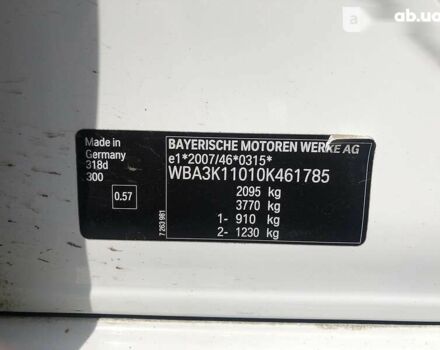 ab.ua
Made in
Germany
318d
300
0.57
7 263 981
BAYERISCHE MOTOREN WERKE AG
e1*2007/46*0315*
WBA3K11010K461785
2095 kg
3770 kg
1- 910 kg
2- 1230 kg